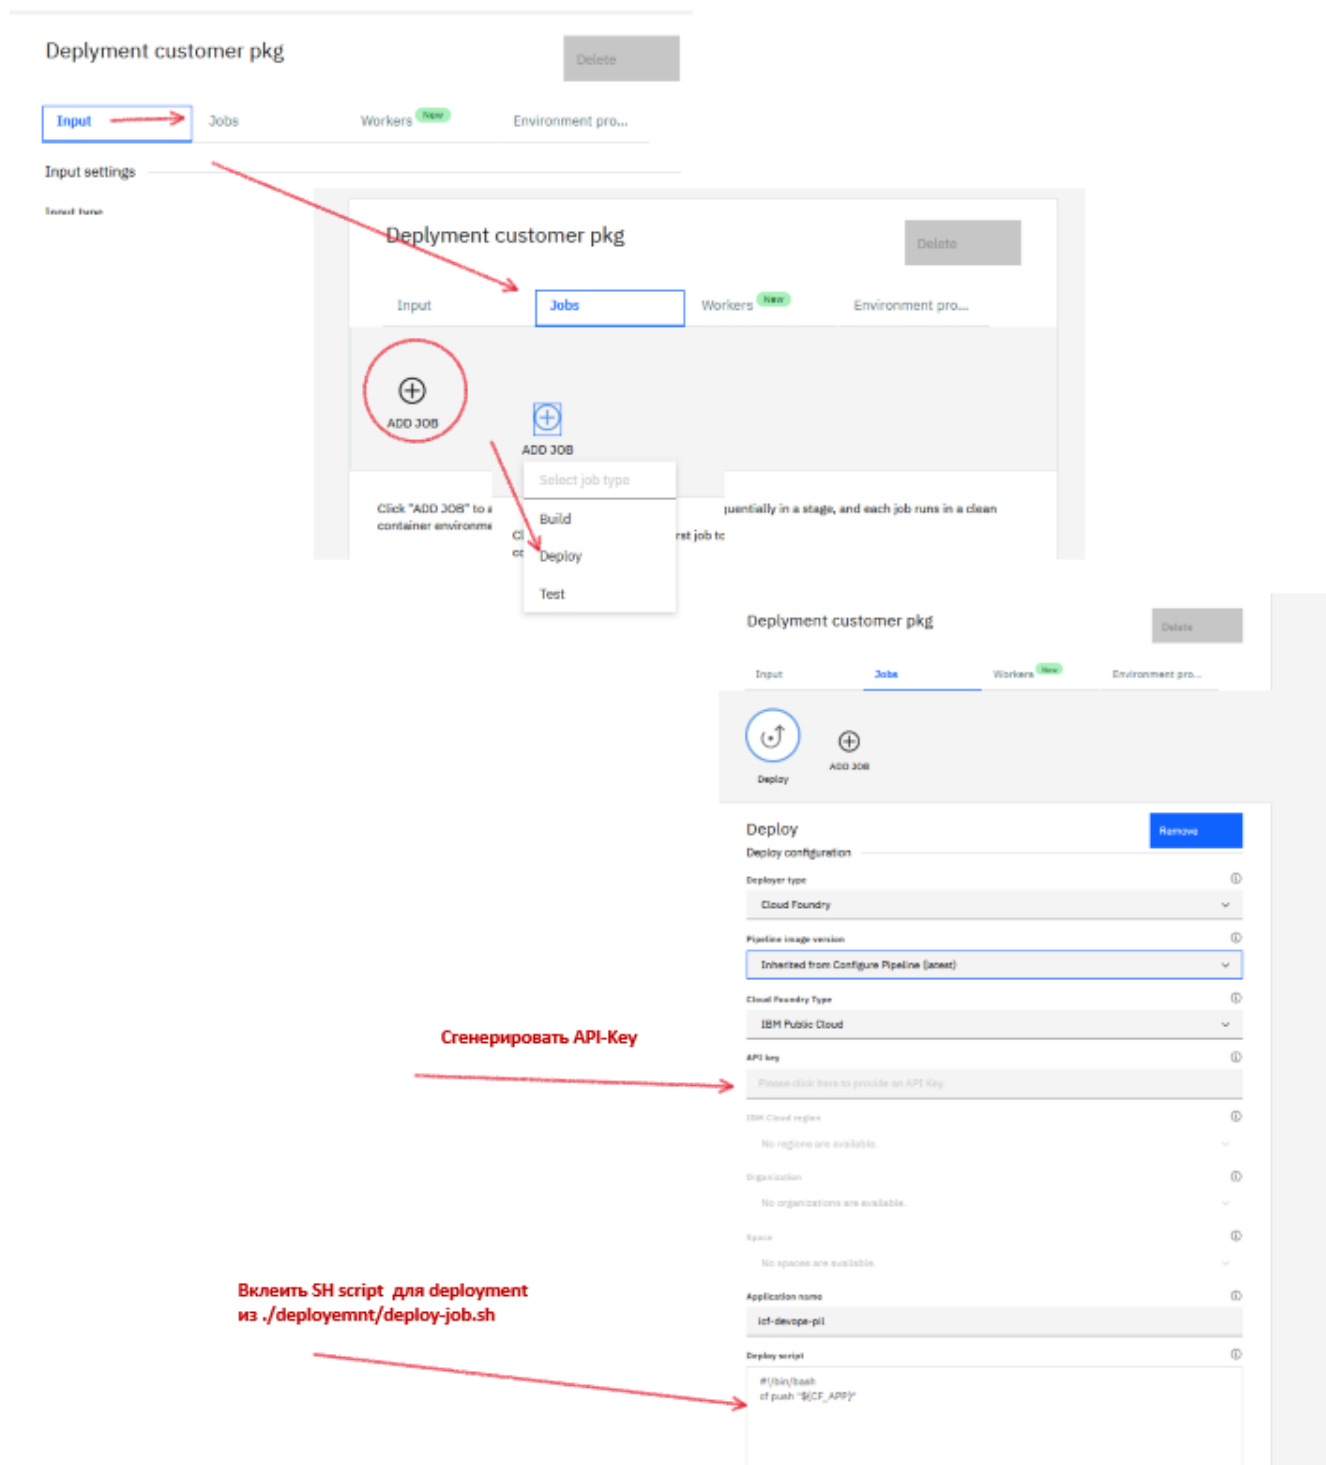 Deplyment customer pkg
Delete
Input
Jobs
Workers New
Environment pro...
Input settings
Input type
Deplyment customer pkg
Delete
Input
Jobs
Workers New
Environment pro...
ADD JOB
ADD JOB
Select job type
Build
Deploy
Test
Click "ADD JOB" to a
quentially in a stage, and each job runs in a clean
container environme
rst job to
Deplyment customer pkg
Delete
Input
Jobs
Workers New
Environment pro...
Deploy
ADD JOB
Deploy
Remove
Deploy configuration
Deployer type
Cloud Foundry
Pipeline image version
Inherited from Configure Pipeline (latest)
Cloud Foundry Type
IBM Public Cloud
Сгенерировать API-Key
API key
Please click here to provide an API Key
IBM Cloud region
No regions are available.
Organization
No organizations are available.
Space
No spaces are available.
Вклеить SH script для deployment
из ./deployemnt/deploy-job.sh
Application name
icf-devops-pil
Deploy script
#!/bin/bash
cf push "${CF_APP}"